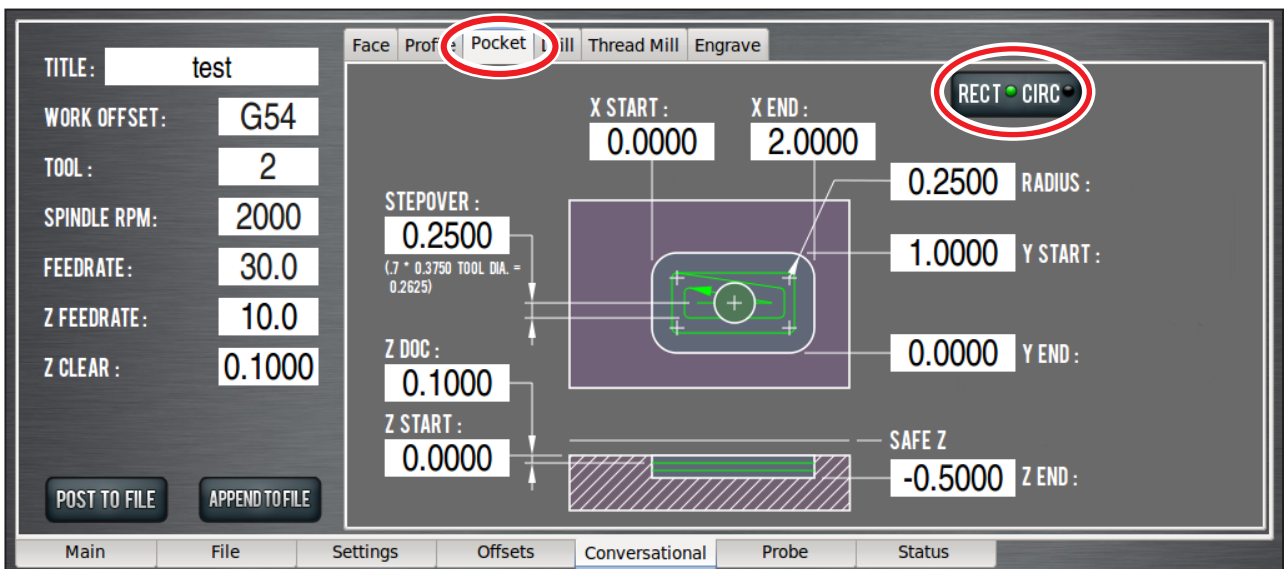 Face Profile Pocket Drill Thread Mill Engrave
TITLE: test
WORK OFFSET: G54
TOOL: 2
SPINDLE RPM: 2000
FEEDRATE: 30.0
Z FEEDRATE: 10.0
Z CLEAR: 0.1000
POST TO FILE APPEND TO FILE
RECT CIRC
X START: X END:
0.0000 2.0000
0.2500 RADIUS:
STEPOVER:
0.2500
(.7 * 0.3750 TOOL DIA. =
0.2625)
1.0000 Y START:
Z DOC:
0.1000
0.0000 Y END:
Z START:
0.0000
SAFE Z
-0.5000 Z END:
Main File Settings Offsets Conversational Probe Status